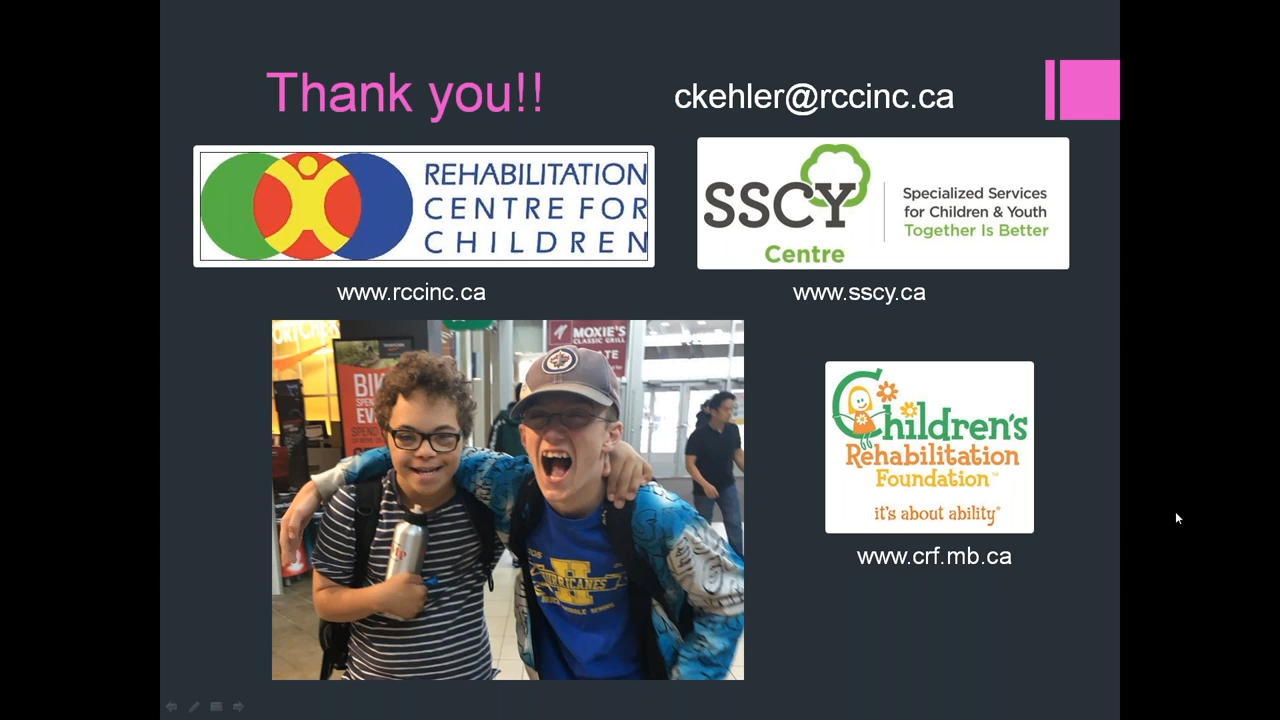 Thank you!!
ckehler@rccinc.ca
REHABILITATION
CENTRE FOR
CHILDREN
SSCY
Centre
Specialized Services
for Children & Youth
Together Is Better
www.rccinc.ca
www.sscy.ca
MOXIE'S
CLASSIC GRILL
HURRICANES
Children's
Rehabilitation
Foundation™
it's about ability®
www.crf.mb.ca